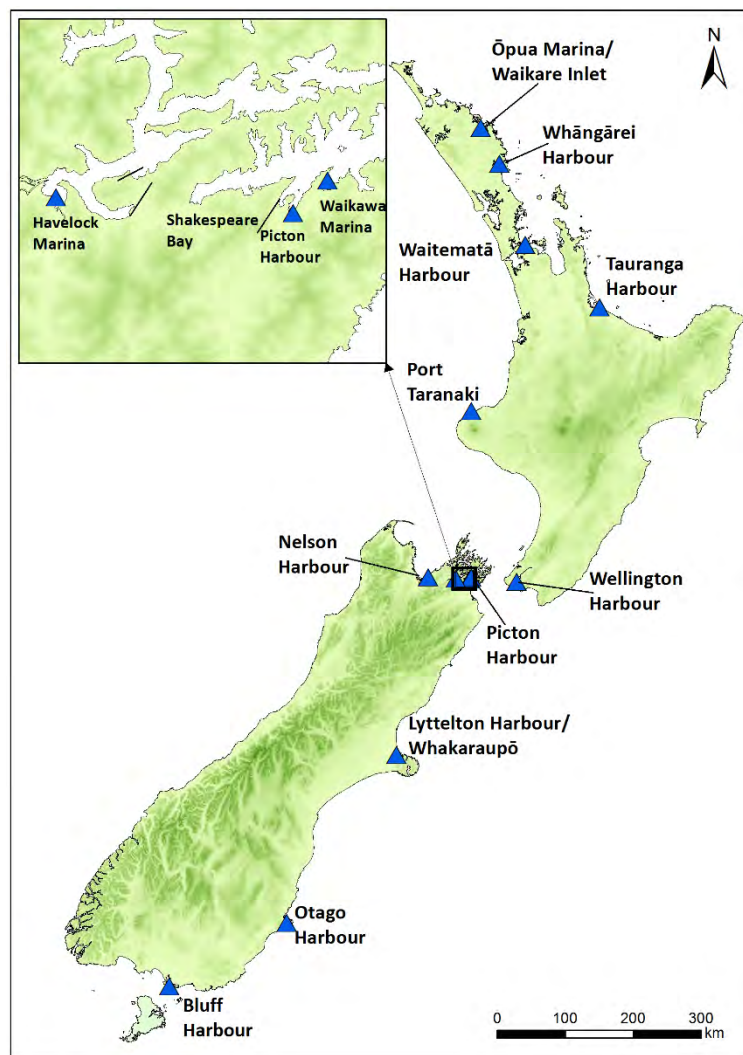 Havelock
Marina
Shakespeare
Bay
Picton
Harbour
Waikawa
Marina
N
Ōpua Marina/
Waikare Inlet
Whāngārei
Harbour
Waitematā
Harbour
Tauranga
Harbour
Port
Taranaki
Nelson
Harbour
Wellington
Harbour
Picton
Harbour
Lyttelton Harbour/
Whakaraupō
Otago
Harbour
Bluff
Harbour
0 100 200 300
km